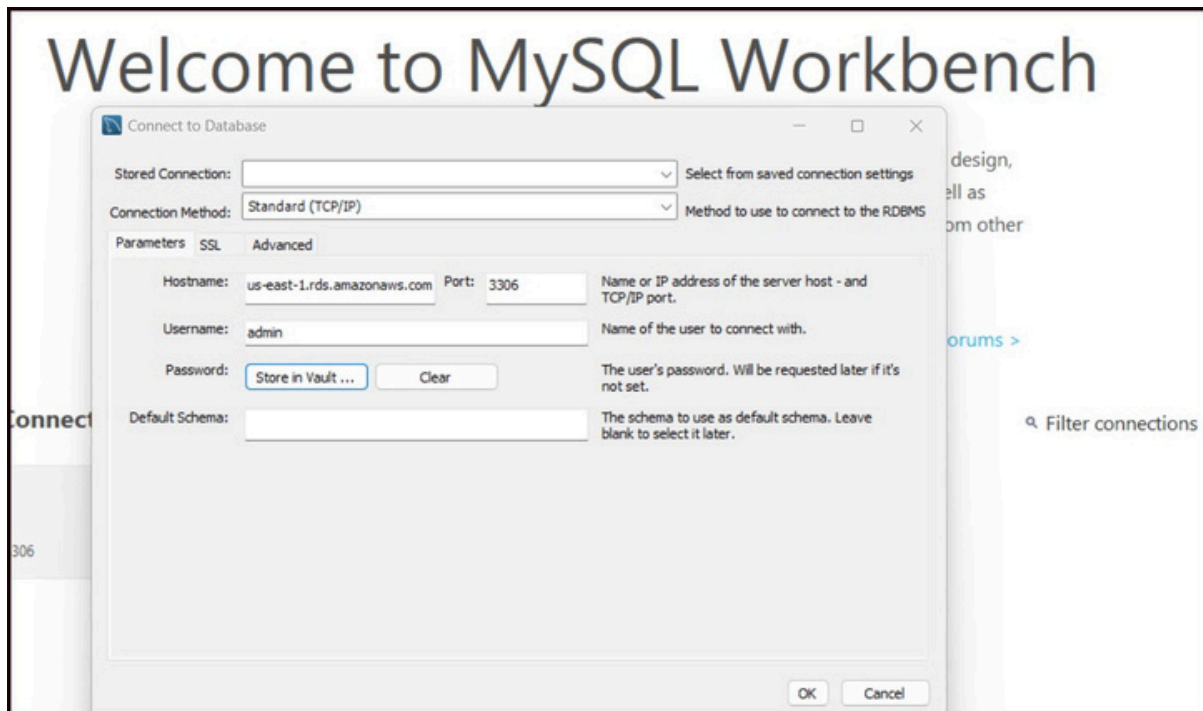 Welcome to MySQL Workbench
Connect to Database
design,
Stored Connection: Select from saved connection settings
ell as
Connection Method: Standard (TCP/IP) Method to use to connect to the RDBMS
om other
Parameters SSL Advanced
Hostname: us-east-1.rds.amazonaws.com Port: 3306 Name or IP address of the server host - and
TCP/IP port.
Username: admin Name of the user to connect with.
orums >
Password: Store in Vault ... Clear The user's password. Will be requested later if it's
not set.
Connect Default Schema: The schema to use as default schema. Leave
blank to select it later.
Filter connections
306
OK Cancel